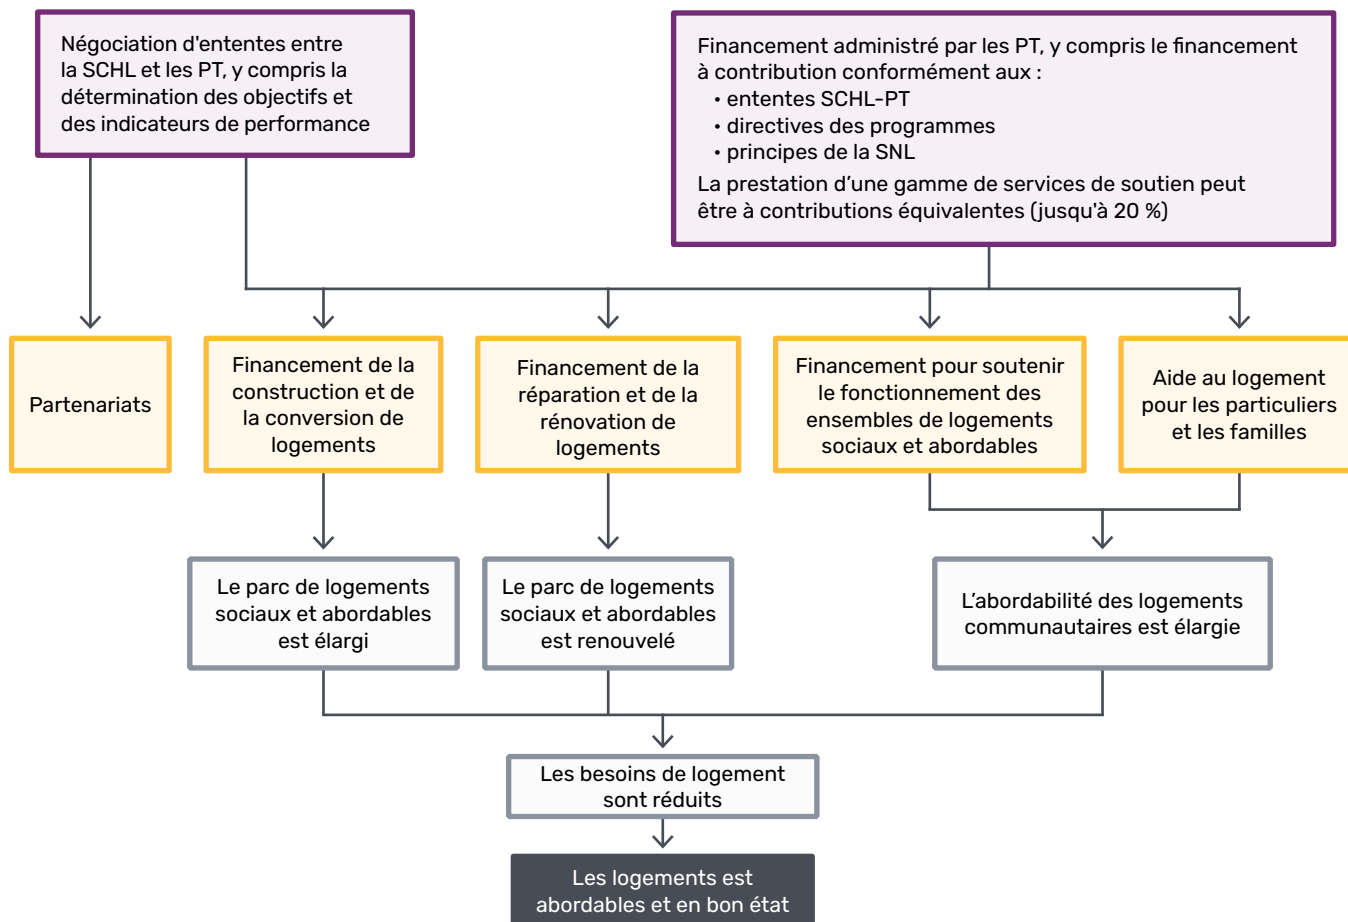 Négociation d'ententes entre
la SCHL et les PT, y compris la
détermination des objectifs et
des indicateurs de performance
Financement administré par les PT, y compris le financement
à contribution conformément aux :
• ententes SCHL-PT
• directives des programmes
• principes de la SNL
La prestation d’une gamme de services de soutien peut
être à contributions équivalentes (jusqu'à 20 %)
Partenariats
Financement de la
construction et de
la conversion de
logements
Financement de la
réparation et de la
rénovation de
logements
Financement pour soutenir
le fonctionnement des
ensembles de logements
sociaux et abordables
Aide au logement
pour les particuliers
et les familles
Le parc de logements
sociaux et abordables
est élargi
Le parc de logements
sociaux et abordables
est renouvelé
L’abordabilité des logements
communautaires est élargie
Les besoins de logement
sont réduits
Les logements est
abordables et en bon état